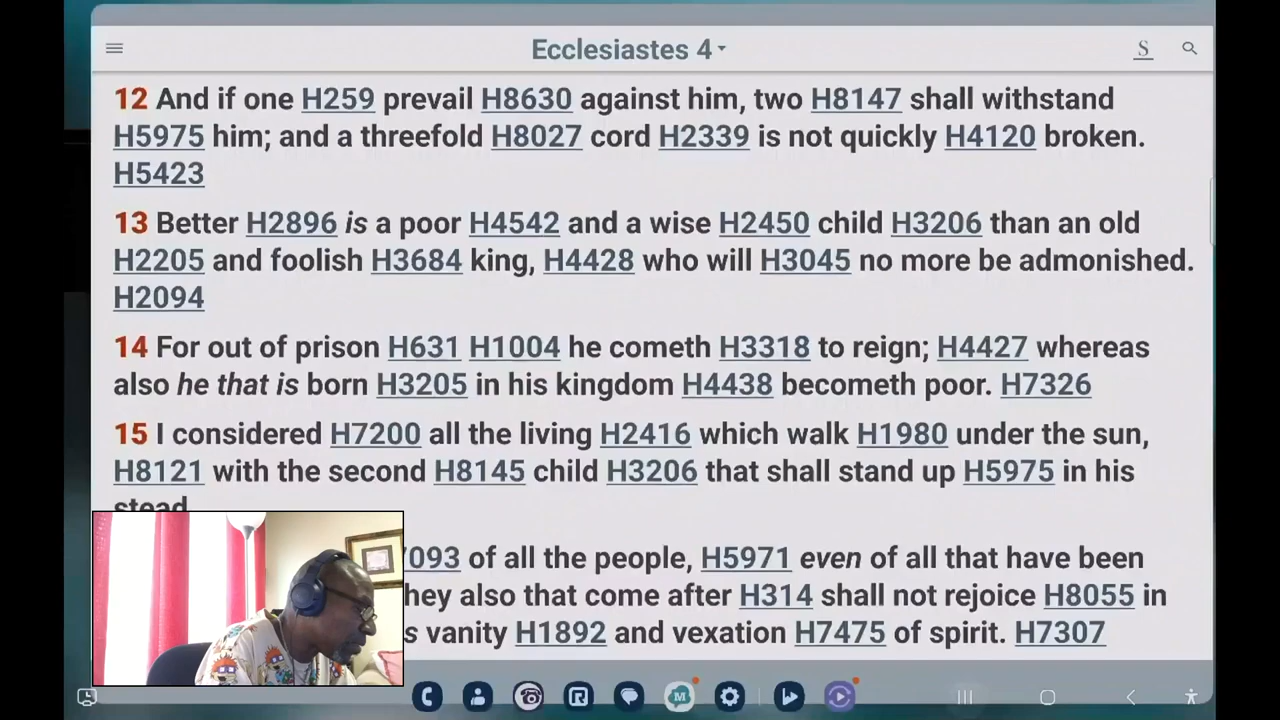 Ecclesiastes 4
S
12 And if one H259 prevail H8630 against him, two H8147 shall withstand
H5975 him; and a threefold H8027 cord H2339 is not quickly H4120 broken.
H5423
13 Better H2896 is a poor H4542 and a wise H2450 child H3206 than an old
H2205 and foolish H3684 king, H4428 who will H3045 no more be admonished.
H2094
14 For out of prison H631 H1004 he cometh H3318 to reign; H4427 whereas
also he that is born H3205 in his kingdom H4438 becometh poor. H7326
15 I considered H7200 all the living H2416 which walk H1980 under the sun,
H8121 with the second H8145 child H3206 that shall stand up H5975 in his
stead.
093 of all the people, H5971 even of all that have been
hey also that come after H314 shall not rejoice H8055 in
s vanity H1892 and vexation H7475 of spirit. H7307